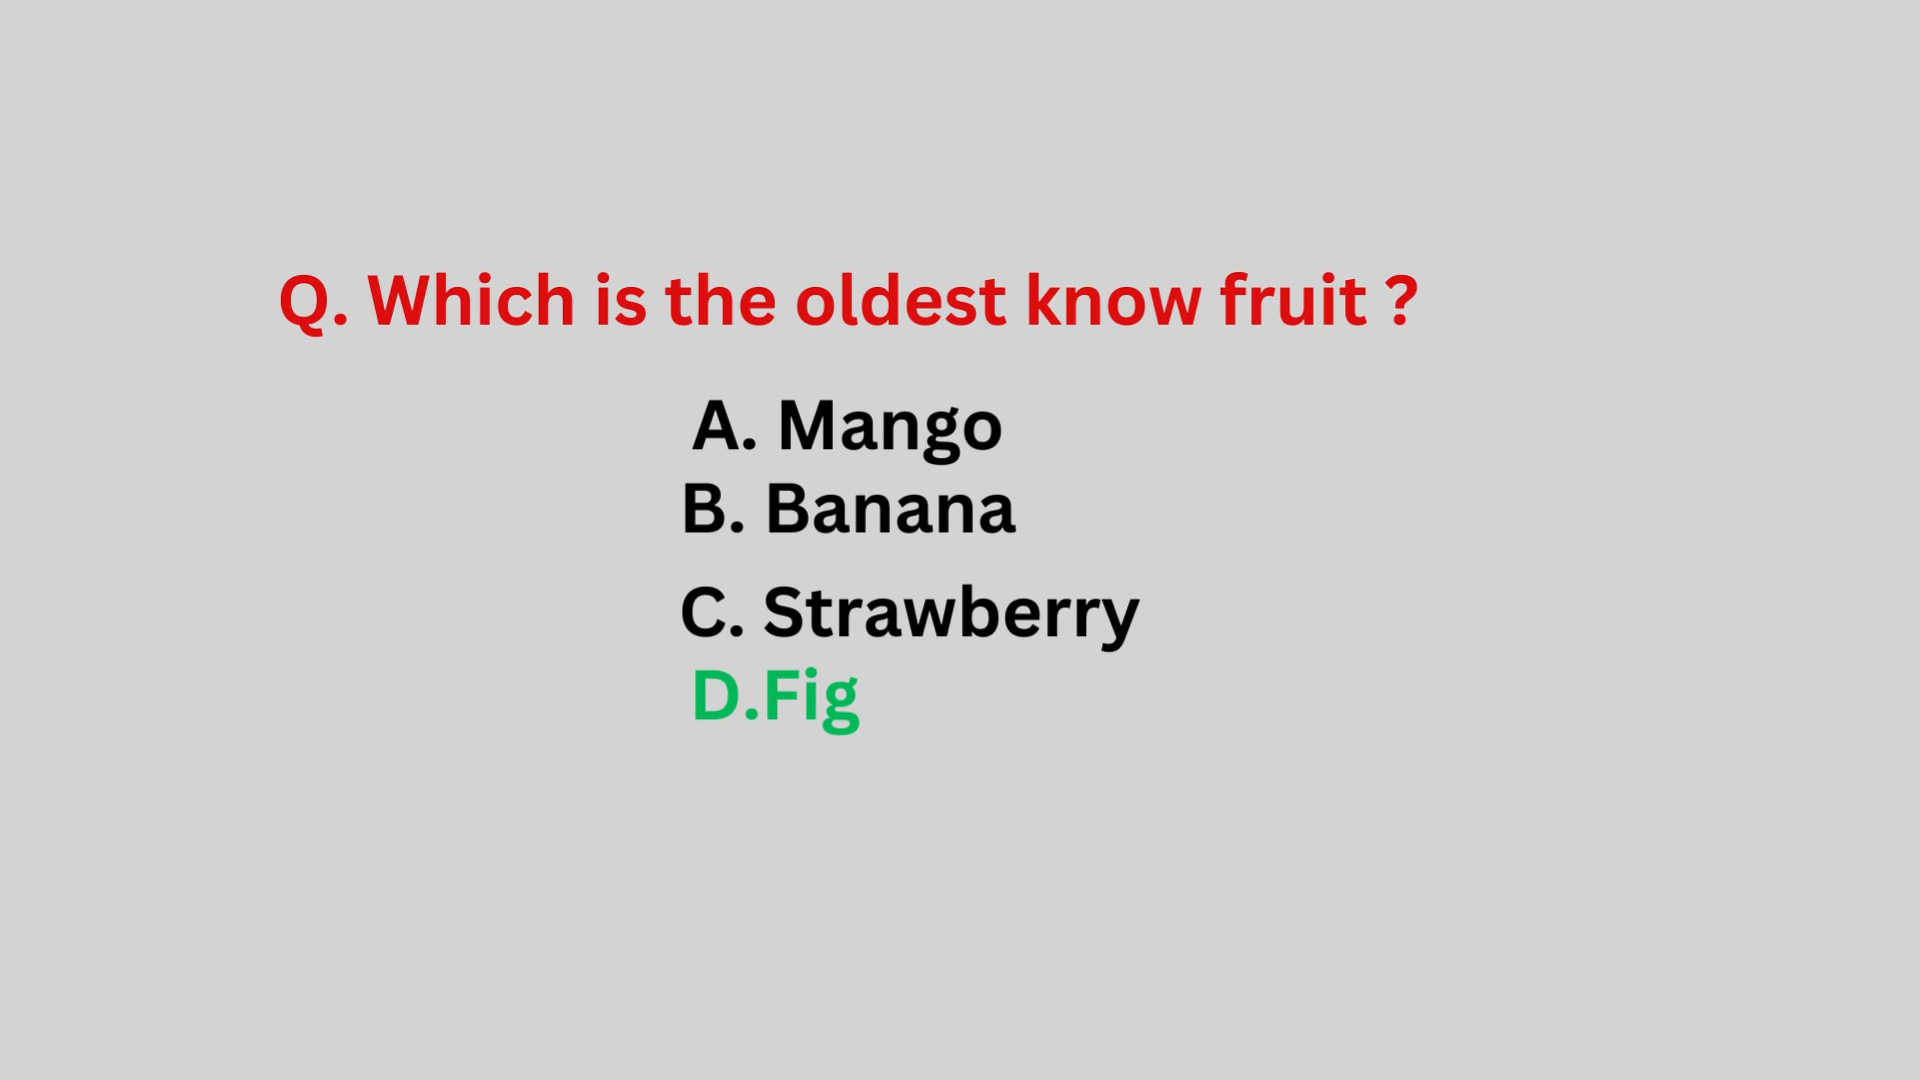 Q. Which is the oldest know fruit ?
A. Mango
B. Banana
C. Strawberry
D.Fig